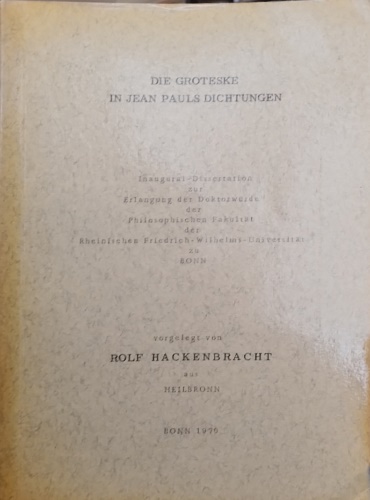 DIE GROTESKE
IN JEAN PAULS DICHTUNGEN
Inaugural-Dissertation
zur
Erlangung der Doktorwürde
der
Philosophischen Fakultät
der
Rheinischen Friedrich-Wilhelms-Universität
zu
BONN
vorgelegt von
ROLF HACKENBRACHT
aus
HEILBRONN
BONN